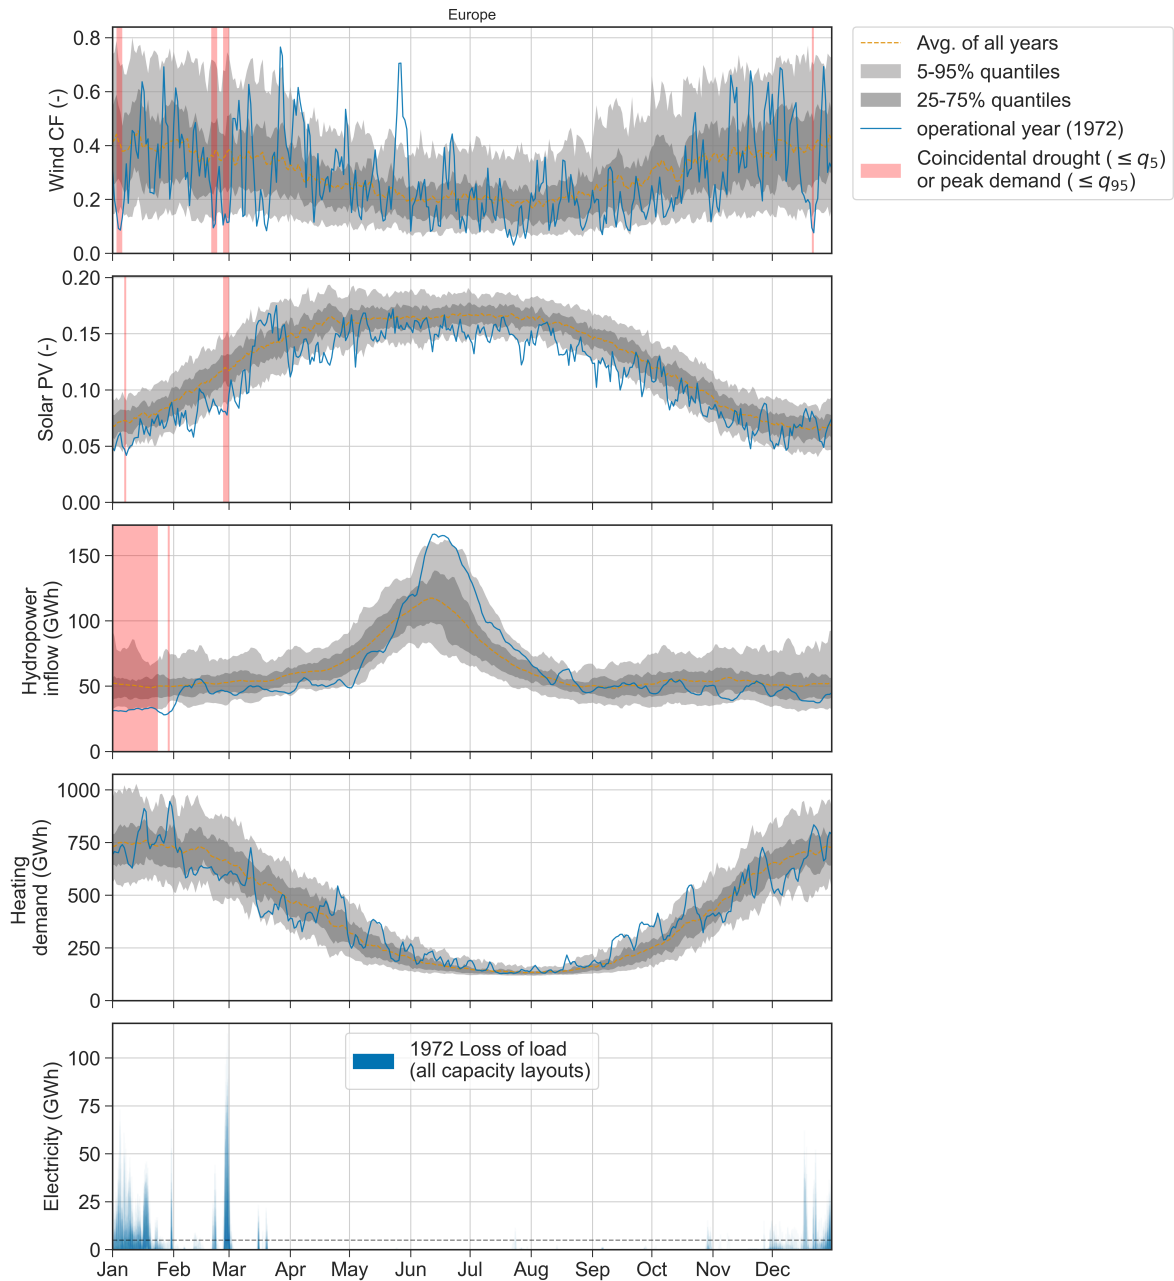 Europe
Wind CF (-)
0.8
0.6
0.4
0.2
0.0
Avg. of all years
5-95% quantiles
25-75% quantiles
operational year (1972)
Coincidental drought (≤ q5)
or peak demand (≤ q95)
Solar PV (-)
0.20
0.15
0.10
0.05
0.00
Hydropower
inflow (GWh)
150
100
50
0
Heating
demand (GWh)
1000
750
500
250
0
Electricity (GWh)
100
75
50
25
0
1972 Loss of load
(all capacity layouts)
Jan Feb Mar Apr May Jun Jul Aug Sep Oct Nov Dec